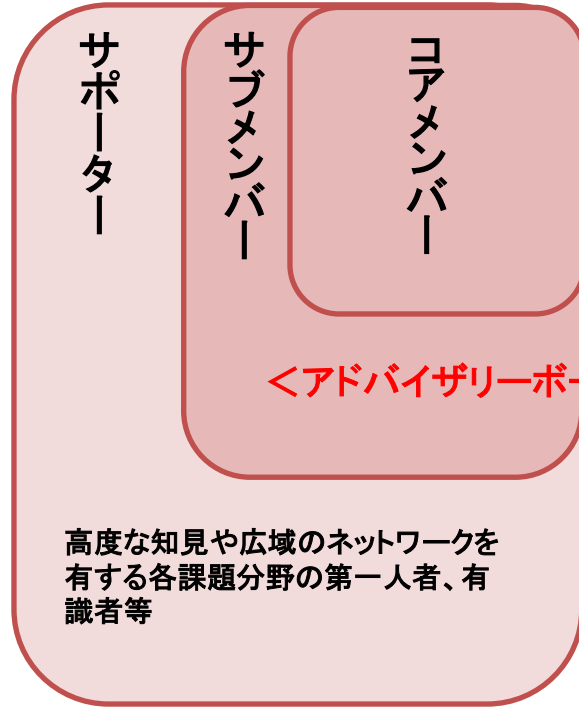 サポーター
サブメンバー
コアメンバー
＜アドバイザリーボー
高度な知見や広域のネットワークを
有する各課題分野の第一人者、有
識者等